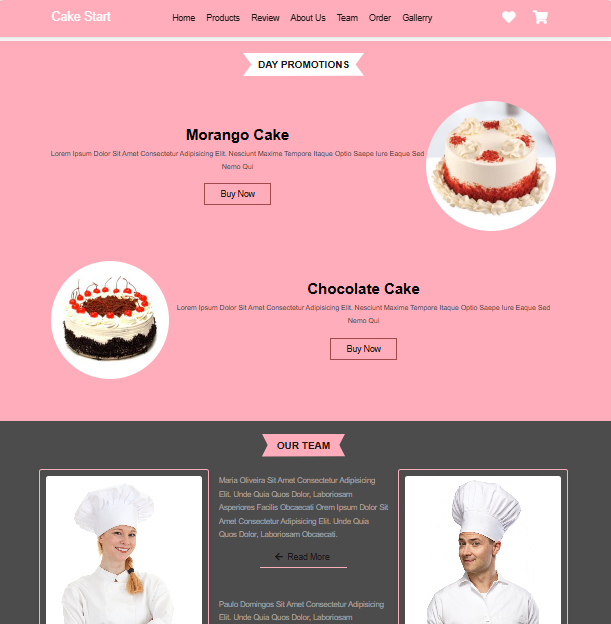 Cake Start
Home Products Review About Us Team Order Gallerry
DAY PROMOTIONS
Morango Cake
Lorem Ipsum Dolor Sit Amet Consectetur Adipisicing Elit. Nesciunt Maxime Tempore Itaque Optio Saepe Iure Eaque Sed
Nemo Qui
Buy Now
Chocolate Cake
Lorem Ipsum Dolor Sit Amet Consectetur Adipisicing Elit. Nesciunt Maxime Tempore Itaque Optio Saepe Iure Eaque Sed
Nemo Qui
Buy Now
OUR TEAM
Maria Oliveira Sit Amet Consectetur Adipisicing
Elit. Unde Quia Quos Dolor, Laboriosam
Asperiores Facilis Obcaecati Orem Ipsum Dolor Sit
Amet Consectetur Adipisicing Elit. Unde Quia
Quos Dolor, Laboriosam Obcaecati.
Read More
Paulo Domingos Sit Amet Consectetur Adipisicing
Elit. Unde Quia Quos Dolor, Laboriosam